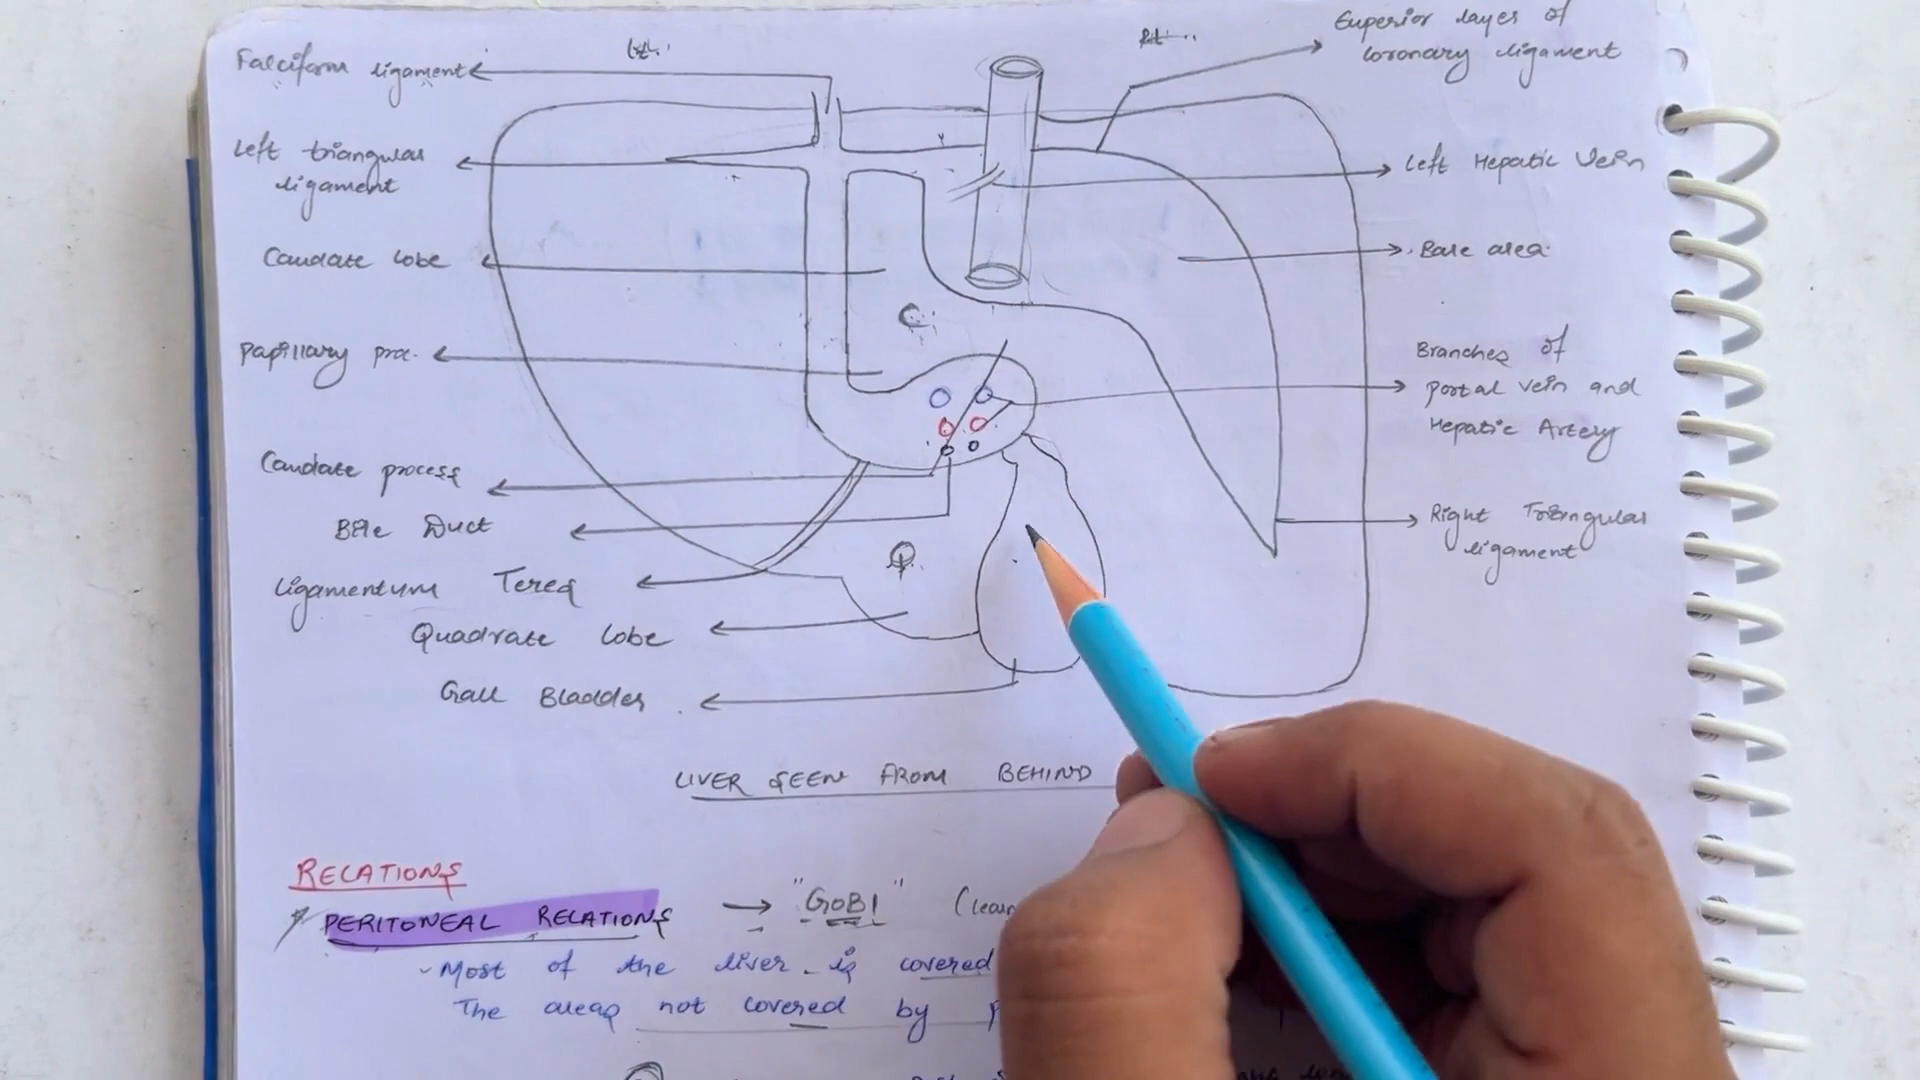 Lt.
Rt.
Falciform ligament
Left triangular
ligament
Caudate lobe
Papillary proc.
Caudate process
Bile Duct
Ligamentum Teres
Quadrate lobe
Gall Bladder
Superior layer of
coronary ligament
Left Hepatic Vein
Bare area
Branches of
portal vein and
Hepatic Artery
Right Triangular
ligament
C
Q
LIVER SEEN FROM BEHIND
RELATIONS
PERITONEAL RELATIONS → "GOBI" (
- Most of the liver is covered
The areas not covered by